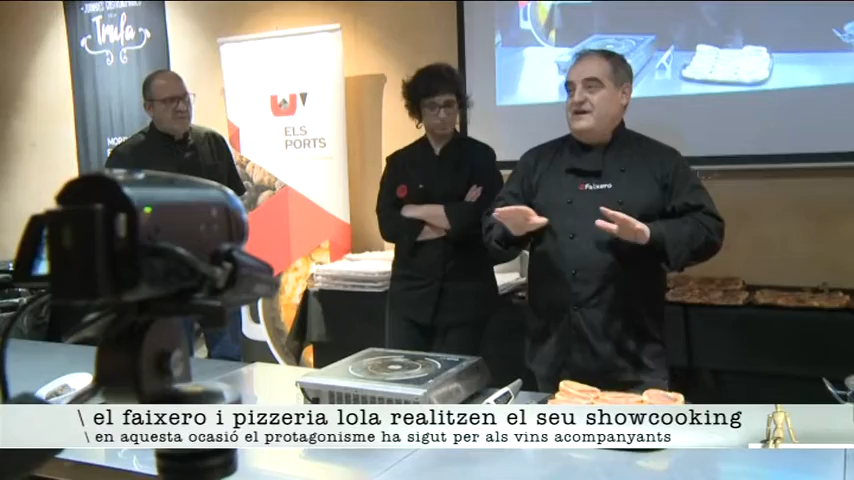 Trufa
ELS
PORTS
Faixero
\ el faixero i pizzeria lola realitzen el seu showcooking
\ en aquesta ocasió el protagonisme ha sigut per als vins acompanyants